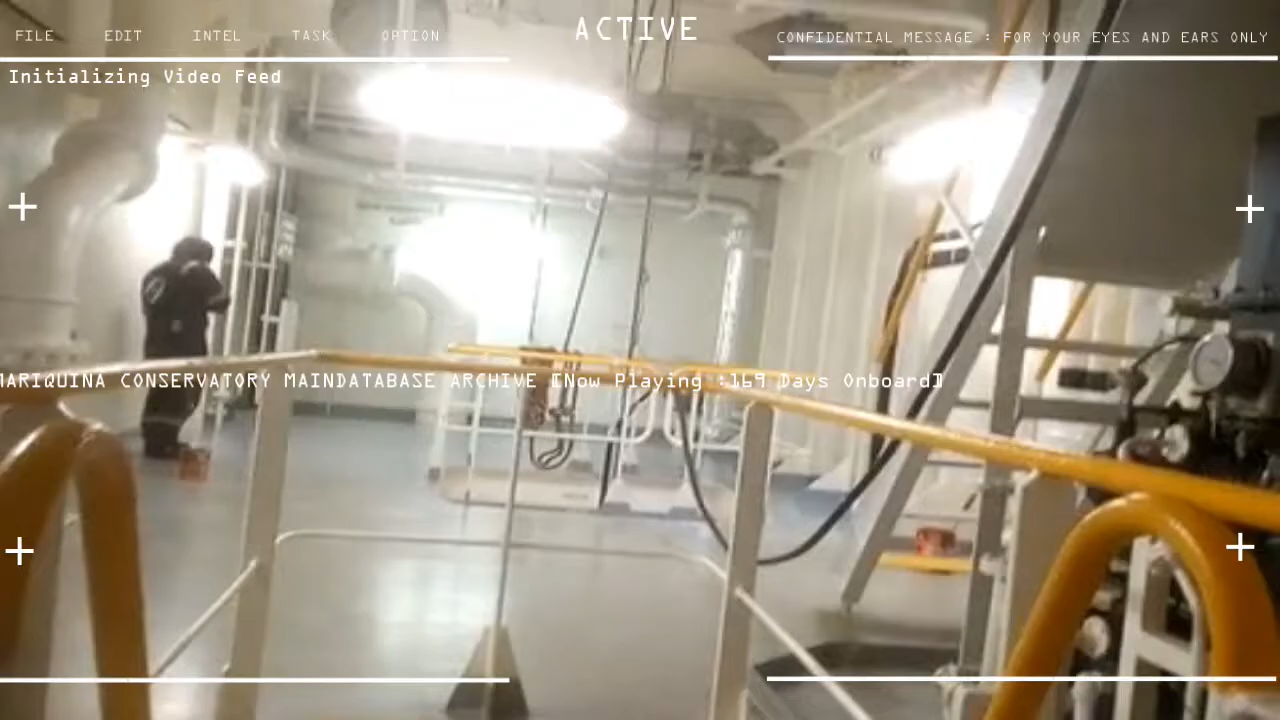 FILE EDIT INTEL TASK OPTION
ACTIVE
CONFIDENTIAL MESSAGE : FOR YOUR EYES AND EARS ONLY
Initializing Video Feed
MARIQUINA CONSERVATORY MAINDATABASE ARCHIVE [Now Playing :169 Days Onboard]